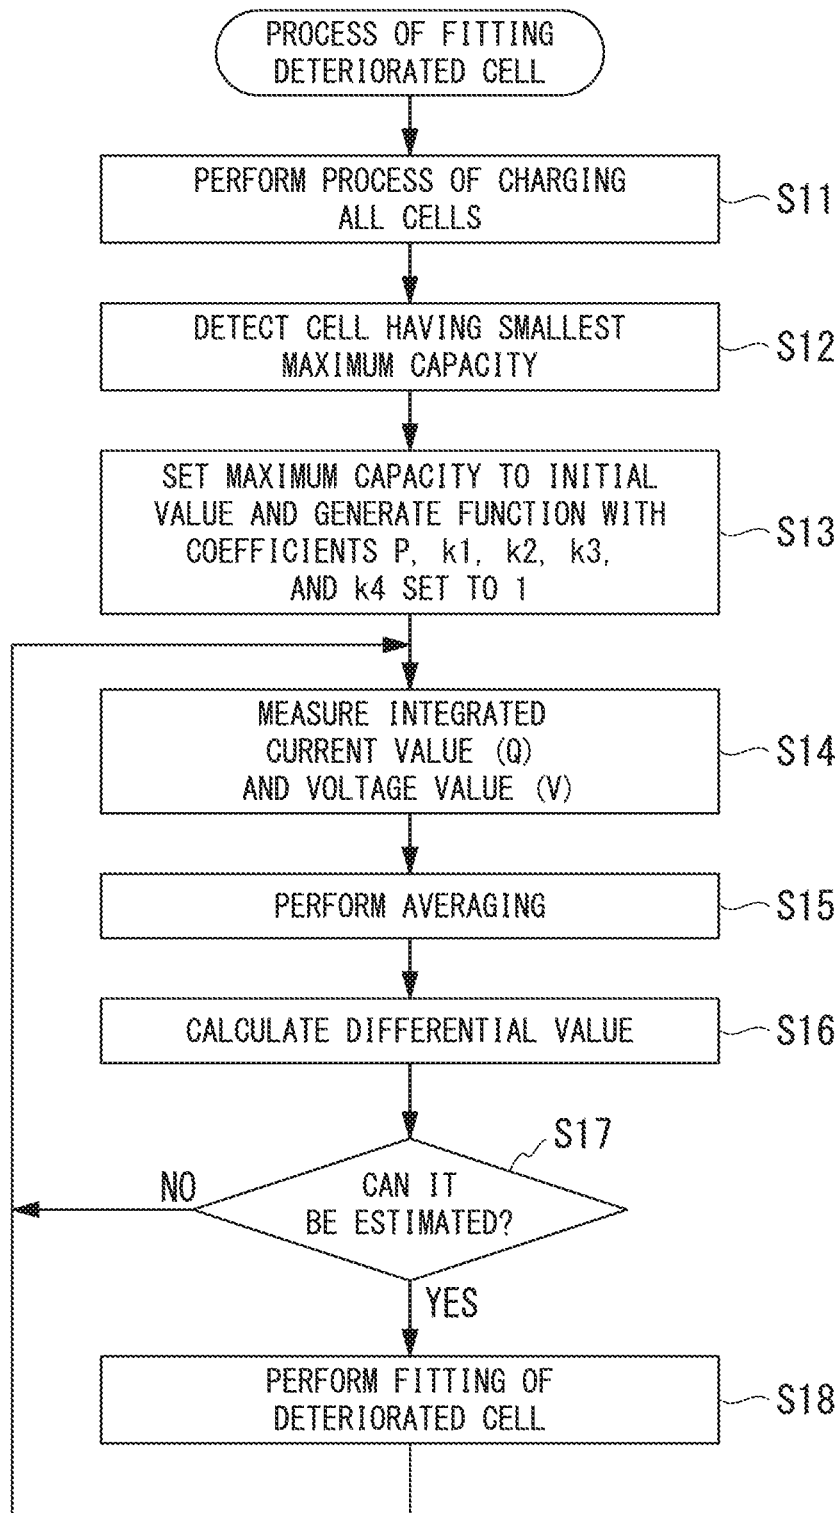 PROCESS OF FITTING
DETERIORATED CELL
PERFORM PROCESS OF CHARGING
ALL CELLS
S11
DETECT CELL HAVING SMALLEST
MAXIMUM CAPACITY
S12
SET MAXIMUM CAPACITY TO INITIAL
VALUE AND GENERATE FUNCTION WITH
COEFFICIENTS P, k1, k2, k3,
AND k4 SET TO 1
S13
MEASURE INTEGRATED
CURRENT VALUE (Q)
AND VOLTAGE VALUE (V)
S14
PERFORM AVERAGING
S15
CALCULATE DIFFERENTIAL VALUE
S16
S17
CAN IT
BE ESTIMATED?
NO
YES
PERFORM FITTING OF
DETERIORATED CELL
S18